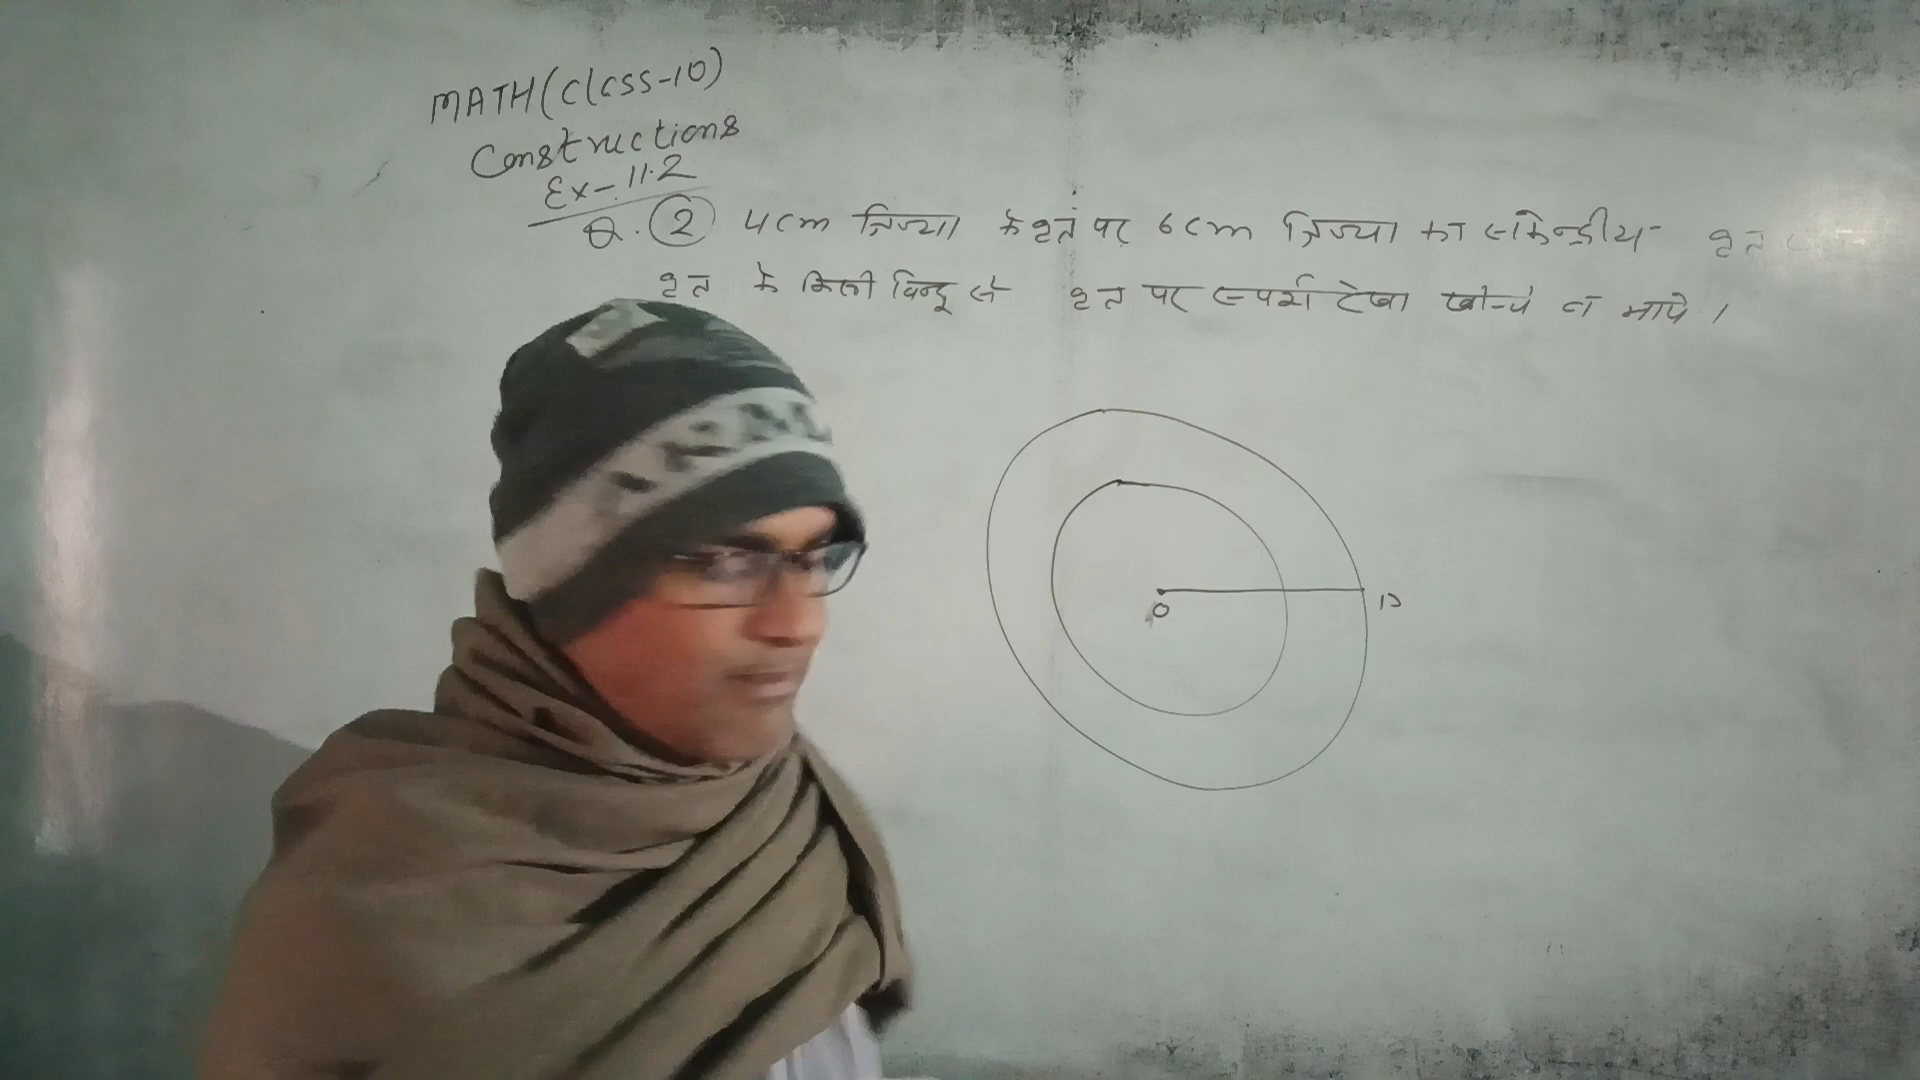 MATH(Class-10)
Constructions
Ex-11.2
Q. 2 4cm त्रिज्या के वृत पर 6cm त्रिज्या का संकेन्द्रीय वृत
वृत के किसी विन्दू से वृत पर स्पर्श रेखा खीन्चे व मापे ।
O
P